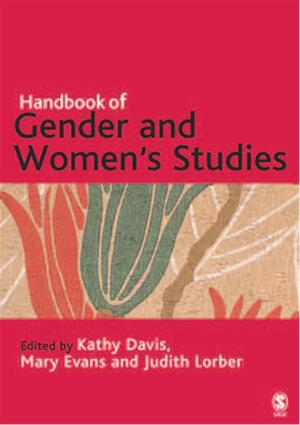 Handbook of
Gender and
Women's Studies
Edited by Kathy Davis,
Mary Evans and Judith Lorber
SAGE